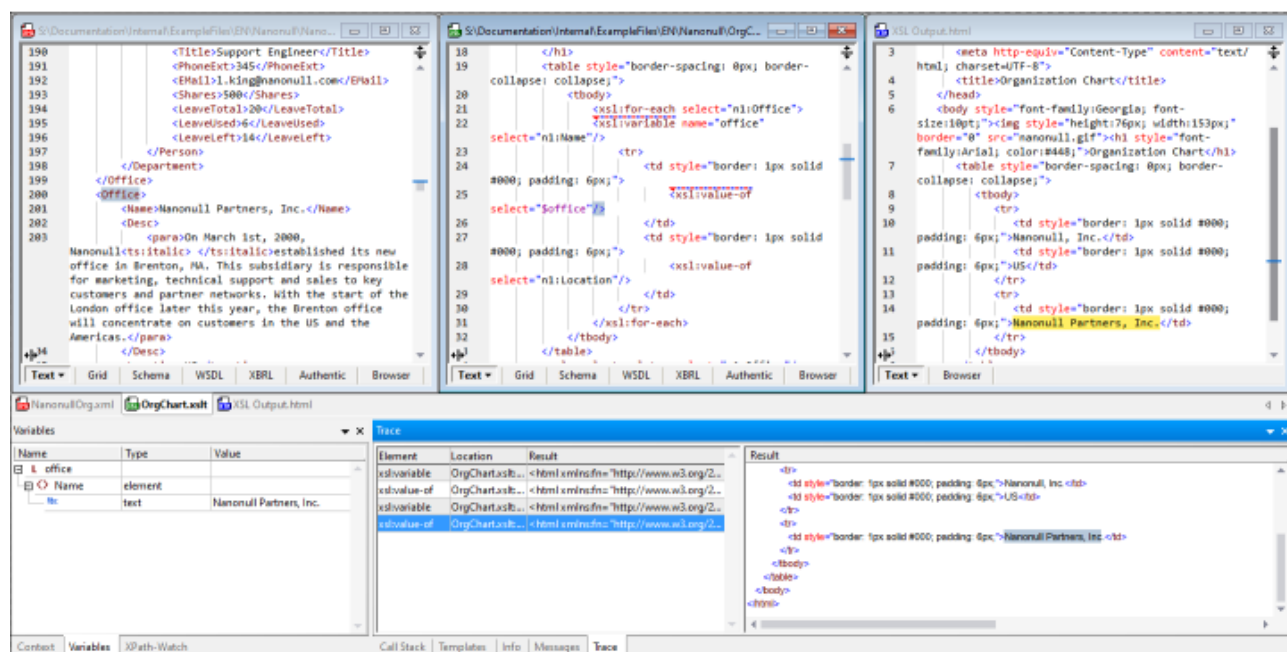 S:\Documentation\Internal\ExampleFiles\EN\Nanonull\Nano...
190 <Title>Support Engineer</Title>
191 <PhoneExt>345</PhoneExt>
192 <EMail>l.king@nanonull.com</EMail>
193 <Shares>500</Shares>
194 <LeaveTotal>20</LeaveTotal>
195 <LeaveUsed>6</LeaveUsed>
196 <LeaveLeft>14</LeaveLeft>
197 </Person>
198 </Department>
199 </Office>
200 <Office>
201 <Name>Nanonull Partners, Inc.</Name>
202 <Desc>
203 <para>On March 1st, 2000,
Nanonull<ts:italic> </ts:italic>established its new
office in Brenton, MA. This subsidiary is responsible
for marketing, technical support and sales to key
customers and partner networks. With the start of the
London office later this year, the Brenton office
will concentrate on customers in the US and the
Americas.</para>
</Desc>
Text Grid Schema WSDL XBRL Authentic Browser
S:\Documentation\Internal\ExampleFiles\EN\Nanonull\OrgC...
18 </h1>
19 <table style="border-spacing: 0px; border-
collapse: collapse;">
20 <tbody>
21 <xsl:for-each select="n1:Office">
22 <xsl:variable name="office"
select="n1:Name"/>
23 <tr>
24 <td style="border: 1px solid
#000; padding: 6px;">
25 <xsl:value-of
select="$office"/>
26 </td>
27 <td style="border: 1px solid
#000; padding: 6px;">
28 <xsl:value-of
select="n1:Location"/>
29 </td>
30 </tr>
31 </xsl:for-each>
32 </tbody>
</table>
Text Grid Schema WSDL XBRL Authentic Browser
XSL Output.html
3 <meta http-equiv="Content-Type" content="text/
html; charset=UTF-8">
4 <title>Organization Chart</title>
5 </head>
6 <body style="font-family:Georgia; font-
size:10pt;"><img style="height:76px; width:153px;"
border="0" src="nanonull.gif"><h1 style="font-
family:Arial; color:#448;">Organization Chart</h1>
7 <table style="border-spacing: 0px; border-
collapse: collapse;">
8 <tbody>
9 <tr>
10 <td style="border: 1px solid #000;
padding: 6px;">Nanonull, Inc.</td>
11 <td style="border: 1px solid #000;
padding: 6px;">US</td>
12 </tr>
13 <tr>
14 <td style="border: 1px solid #000;
padding: 6px;">Nanonull Partners, Inc.</td>
15 </tr>
</tbody>
Text Browser
NanonullOrg.xml OrgChart.xslt XSL Output.html
Variables
Name Type Value
office
Name element
text Nanonull Partners, Inc.
Context Variables XPath-Watch
Trace
Element Location Result
xsl:variable OrgChart.xslt:... <html xmlns:fn="http://www.w3.org/2...
xsl:value-of OrgChart.xslt:... <html xmlns:fn="http://www.w3.org/2...
xsl:variable OrgChart.xslt:... <html xmlns:fn="http://www.w3.org/2...
xsl:value-of OrgChart.xslt:... <html xmlns:fn="http://www.w3.org/2...
Result
<tr>
<td style="border: 1px solid #000; padding: 6px;">Nanonull, Inc.</td>
<td style="border: 1px solid #000; padding: 6px;">US</td>
</tr>
<tr>
<td style="border: 1px solid #000; padding: 6px;">Nanonull Partners, Inc.</td>
</tr>
</tbody>
</table>
</body>
</html>
Call Stack Templates Info Messages Trace